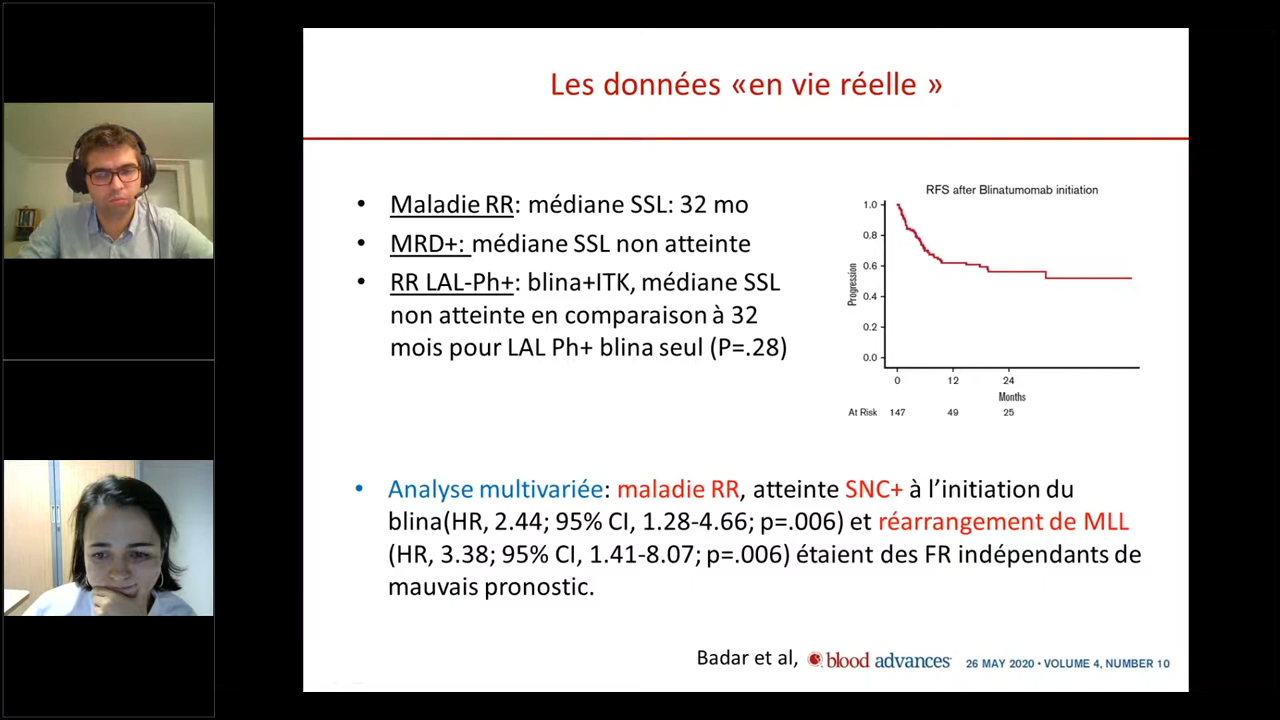 Les données «en vie réelle »
• Maladie RR: médiane SSL: 32 mo
• MRD+: médiane SSL non atteinte
• RR LAL-Ph+: blina+ITK, médiane SSL
non atteinte en comparaison à 32
mois pour LAL Ph+ blina seul (P=.28)
RFS after Blinatumomab initiation
Progression
1.0
0.8
0.6
0.4
0.2
0.0
0 12 24
Months
At Risk 147 49 25
• Analyse multivariée: maladie RR, atteinte SNC+ à l’initiation du
blina(HR, 2.44; 95% CI, 1.28-4.66; p=.006) et réarrangement de MLL
(HR, 3.38; 95% CI, 1.41-8.07; p=.006) étaient des FR indépendants de
mauvais pronostic.
Badar et al, blood advances 26 MAY 2020 • VOLUME 4, NUMBER 10